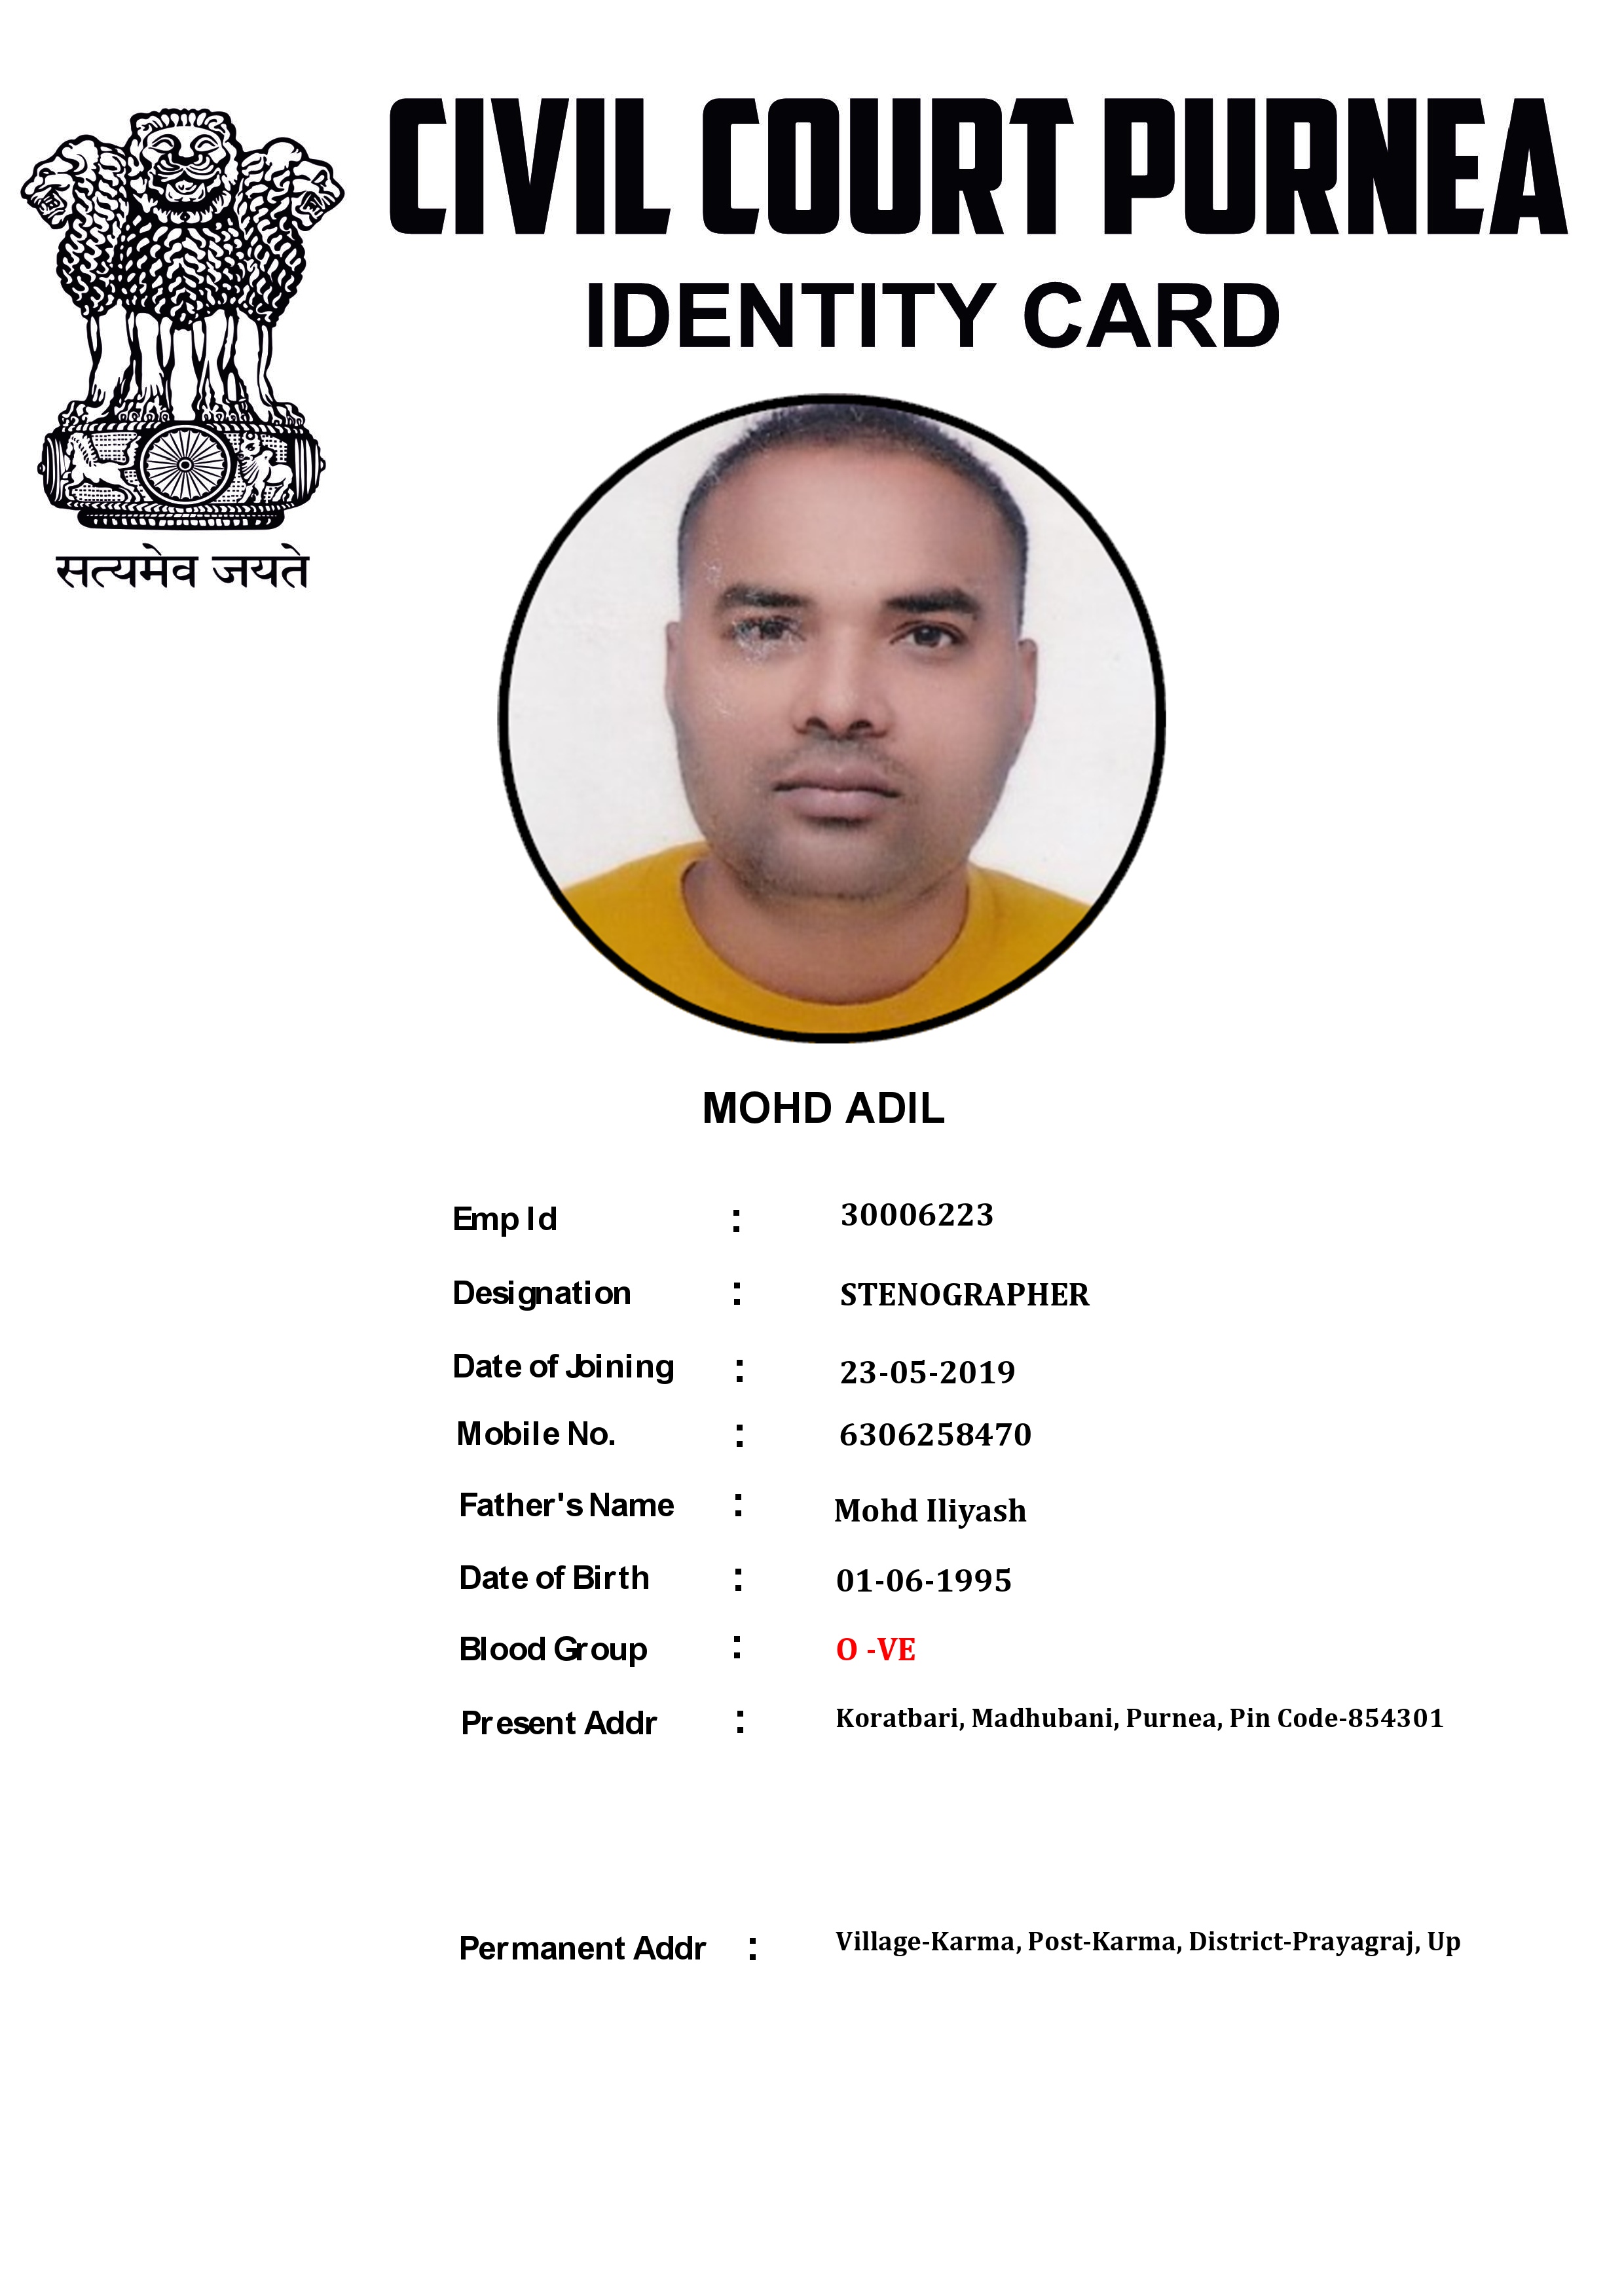 CIVIL COURT PURNEA
IDENTITY CARD
सत्यमेव जयते
MOHD ADIL
Emp Id : 30006223
Designation : STENOGRAPHER
Date of Joining : 23-05-2019
Mobile No. : 6306258470
Father's Name : Mohd Iliyash
Date of Birth : 01-06-1995
Blood Group : O -VE
Present Addr : Koratbari, Madhubani, Purnea, Pin Code-854301
Permanent Addr : Village-Karma, Post-Karma, District-Prayagraj, Up